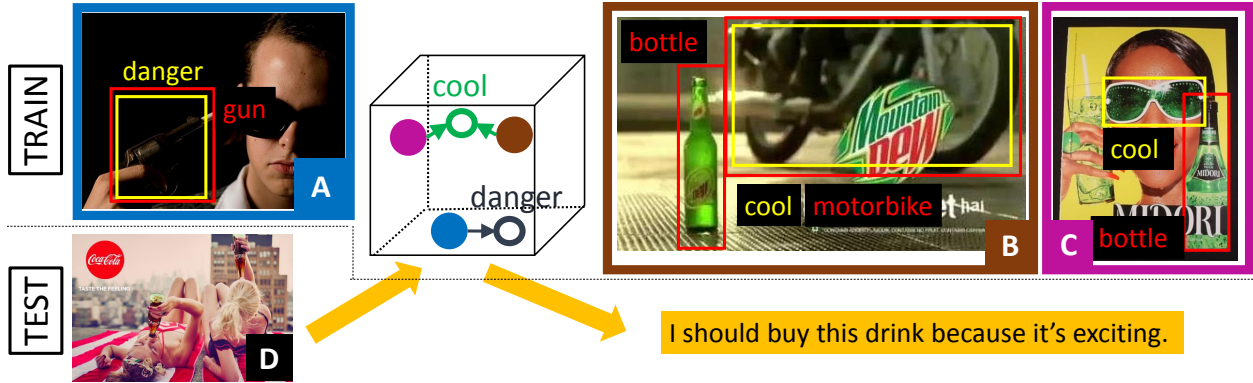 TRAIN
danger
gun
A
cool
danger
bottle
Mountain
DEW
cool motorbike
B
cool
MIDORI
MIDORI
C bottle
TEST
Coca-Cola
TASTE THE FEELING
D
I should buy this drink because it's exciting.